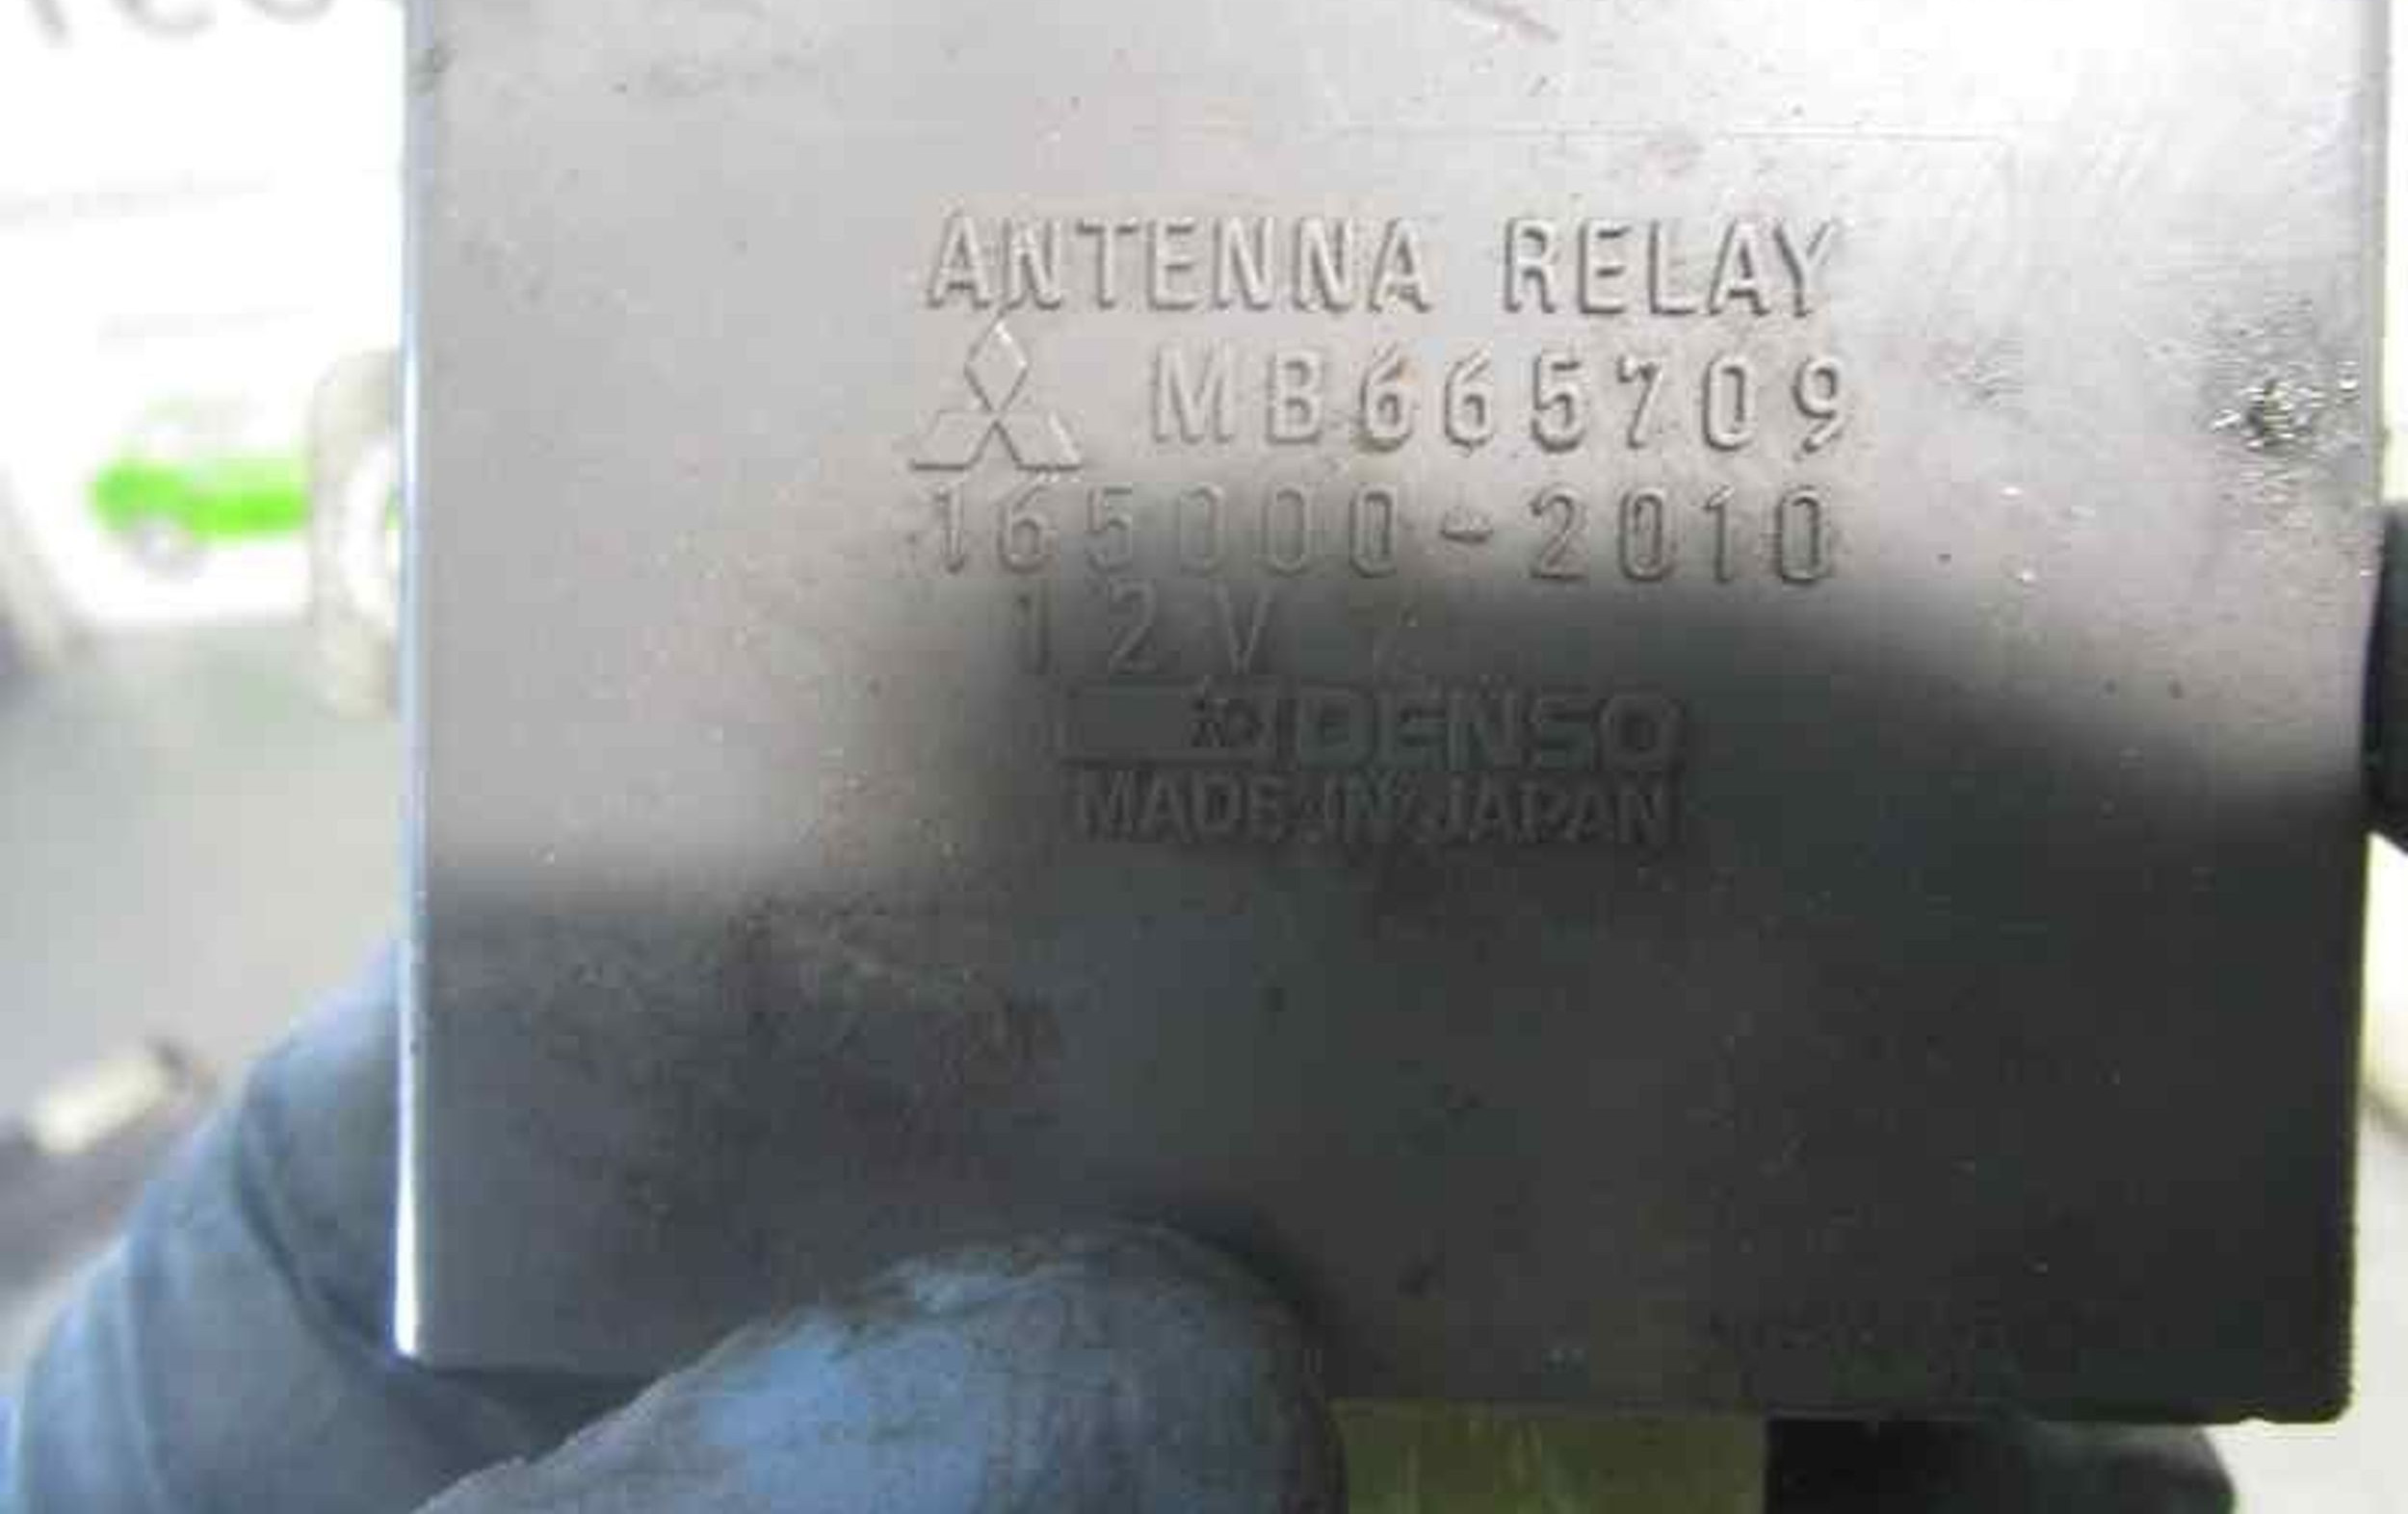 ANTENNA RELAY
MB665709
165000-2010
12V
DENSO
MADE IN JAPAN